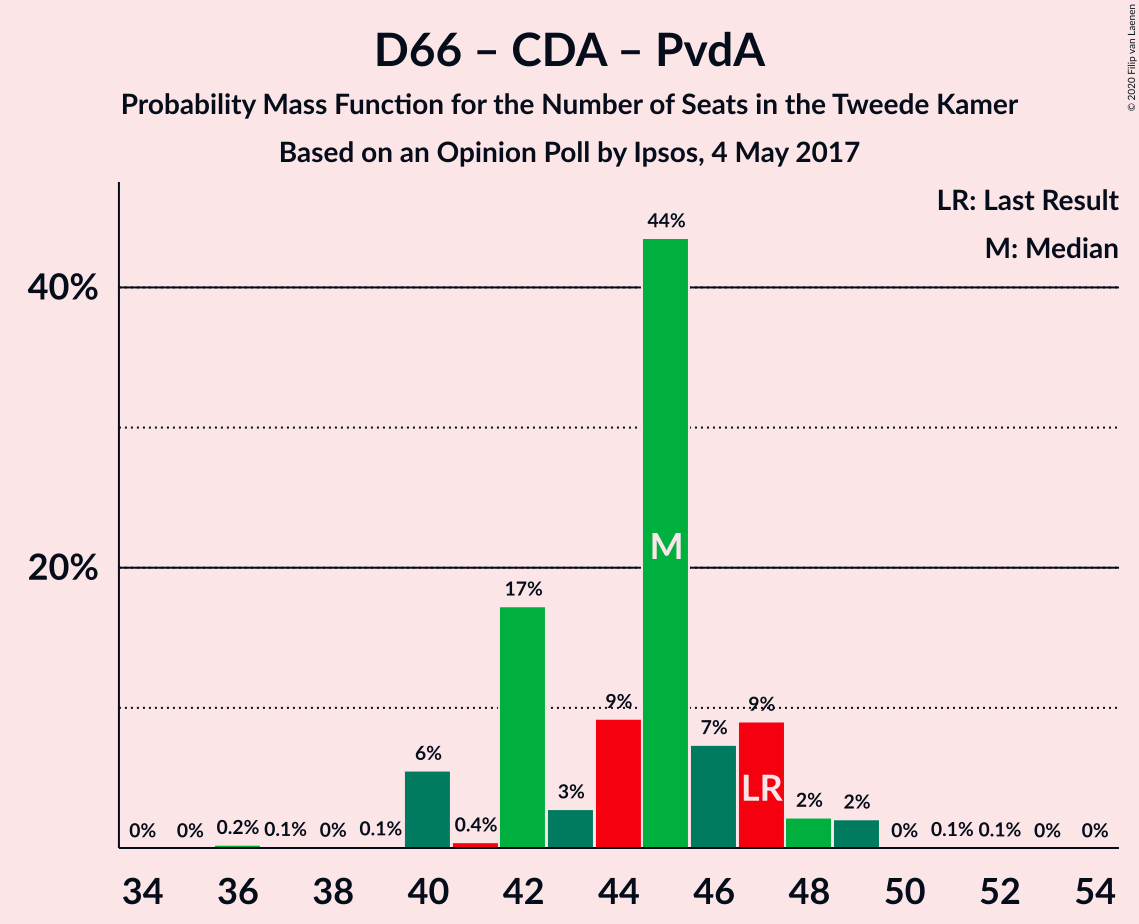 D66 – CDA – PvdA
Probability Mass Function for the Number of Seats in the Tweede Kamer
Based on an Opinion Poll by Ipsos, 4 May 2017
© 2020 Filip van Laenen
LR: Last Result
M: Median
40%
20%
0% 0% 0.2% 0.1% 0% 0.1% 6% 0.4% 17% 3% 9% 44% 7% 9% 2% 2% 0% 0.1% 0.1% 0% 0%
M
LR
34 36 38 40 42 44 46 48 50 52 54